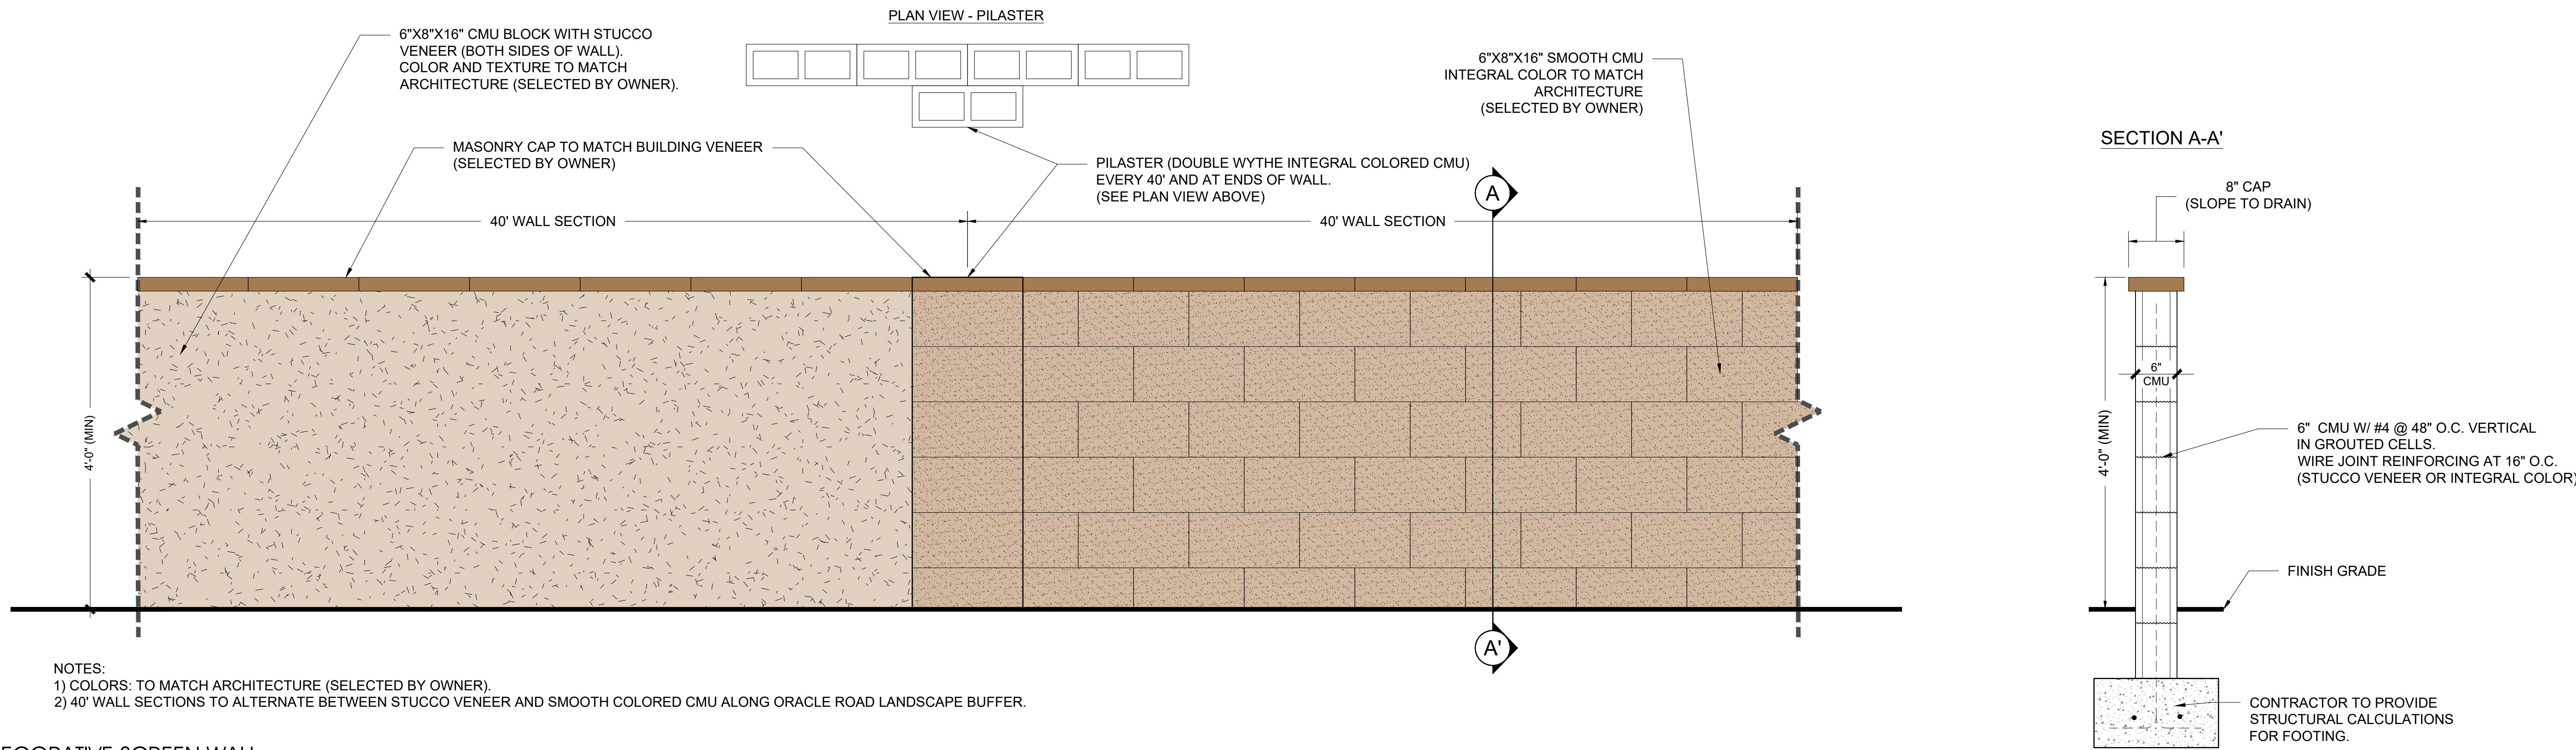 PLAN VIEW - PILASTER
6"X8"X16" CMU BLOCK WITH STUCCO
VENEER (BOTH SIDES OF WALL).
COLOR AND TEXTURE TO MATCH
ARCHITECTURE (SELECTED BY OWNER).
6"X8"X16" SMOOTH CMU
INTEGRAL COLOR TO MATCH
ARCHITECTURE
(SELECTED BY OWNER)
MASONRY CAP TO MATCH BUILDING VENEER
(SELECTED BY OWNER)
PILASTER (DOUBLE WYTHE INTEGRAL COLORED CMU)
EVERY 40' AND AT ENDS OF WALL.
(SEE PLAN VIEW ABOVE)
A
40' WALL SECTION
40' WALL SECTION
4'-0" (MIN)
A'
SECTION A-A'
8" CAP
(SLOPE TO DRAIN)
6"
CMU
4'-0" (MIN)
6" CMU W/ #4 @ 48" O.C. VERTICAL
IN GROUTED CELLS.
WIRE JOINT REINFORCING AT 16" O.C.
(STUCCO VENEER OR INTEGRAL COLOR)
FINISH GRADE
CONTRACTOR TO PROVIDE
STRUCTURAL CALCULATIONS
FOR FOOTING.
NOTES:
1) COLORS: TO MATCH ARCHITECTURE (SELECTED BY OWNER).
2) 40' WALL SECTIONS TO ALTERNATE BETWEEN STUCCO VENEER AND SMOOTH COLORED CMU ALONG ORACLE ROAD LANDSCAPE BUFFER.